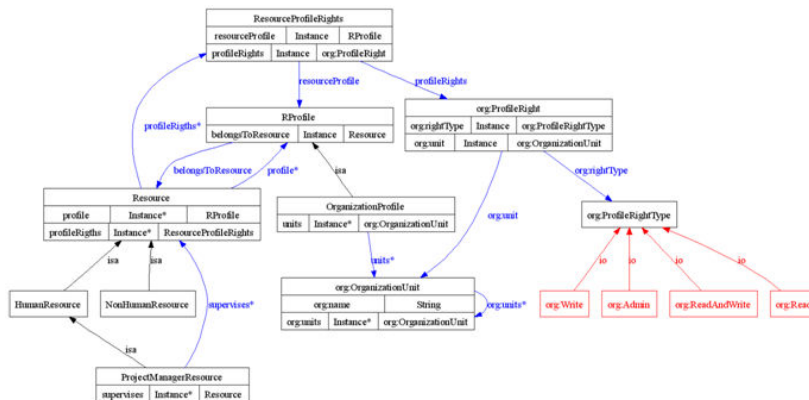 ResourceProfileRights
resourceProfile Instance RProfile
profileRights Instance org:ProfileRight
resourceProfile
profileRights
RProfile
belongsToResource Instance Resource
org:ProfileRight
org:rightType Instance org:ProfileRightType
org:unit Instance org:OrganizationUnit
profileRigths*
belongsToResource
profile*
isa
org:rightType
Resource
profile Instance* RProfile
profileRigths Instance* ResourceProfileRights
OrganizationProfile
units Instance* org:OrganizationUnit
org:unit
org:ProfileRightType
isa
isa
units*
io
io
io
io
HumanResource
NonHumanResource
supervises*
org:OrganizationUnit
org:name String
org:units Instance* org:OrganizationUnit
org:units*
org:Write
org:Admin
org:ReadAndWrite
org:Read
isa
ProjectManagerResource
supervises Instance* Resource